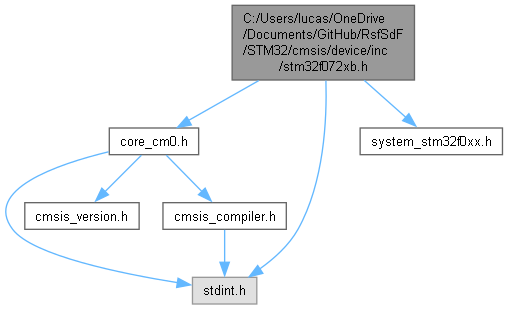 C:/Users/lucas/OneDrive
/Documents/GitHub/RsfSdF
/STM32/cmsis/device/inc
/stm32f072xb.h
core_cm0.h
system_stm32f0xx.h
cmsis_version.h
cmsis_compiler.h
stdint.h